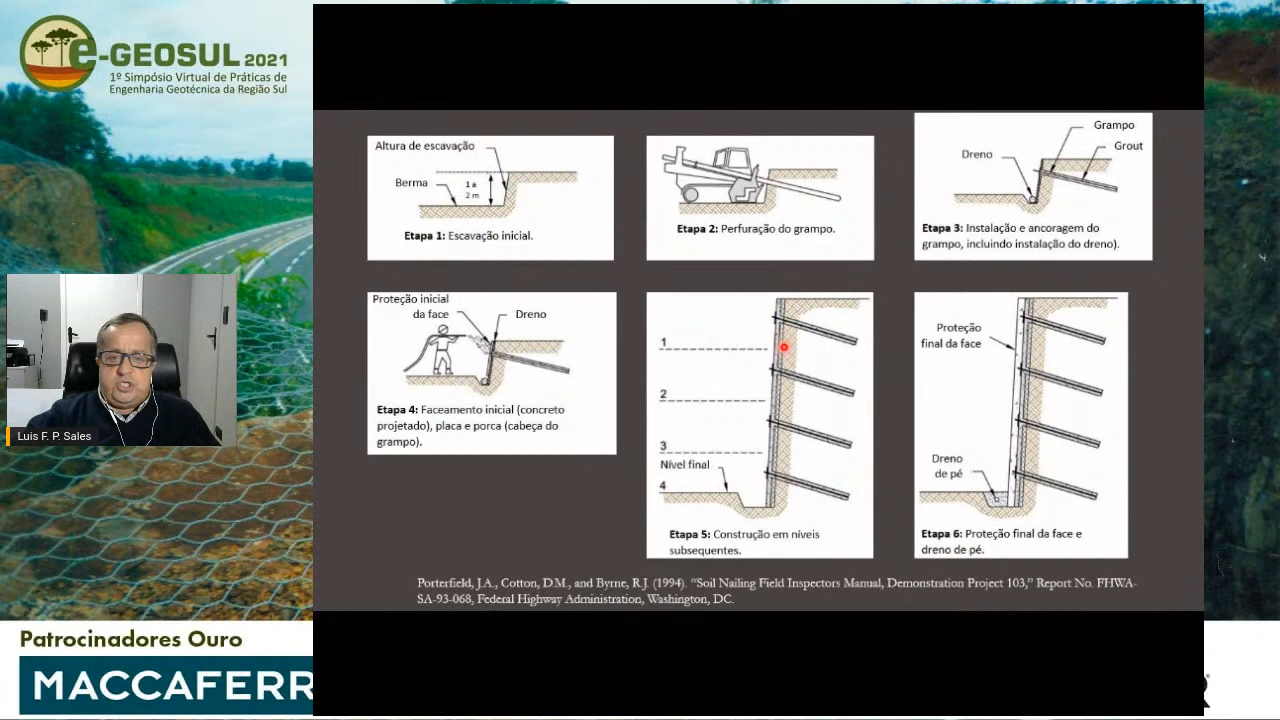 e-GEOSUL 2021
1º Simpósio Virtual de Práticas de
Engenharia Geotécnica da Região Sul
Luis F. P. Sales
Patrocinadores Ouro
MACCAFERR
Altura de escavação
Berma
1 a
2 m
Etapa 1: Escavação inicial.
Etapa 2: Perfuração do grampo.
Grampo
Grout
Dreno
Etapa 3: Instalação e ancoragem do
grampo, incluindo instalação do dreno).
Proteção inicial
da face
Dreno
Etapa 4: Faceamento inicial (concreto
projetado), placa e porca (cabeça do
grampo).
1
2
3
Nível final
4
Etapa 5: Construção em níveis
subsequentes.
Proteção
final da face
Dreno
de pé
Etapa 6: Proteção final da face e
dreno de pé.
Porterfield, J.A., Cotton, D.M., and Byrne, R.J. (1994). “Soil Nailing Field Inspectors Manual, Demonstration Project 103,” Report No. FHWA-
SA-93-068, Federal Highway Administration, Washington, DC.